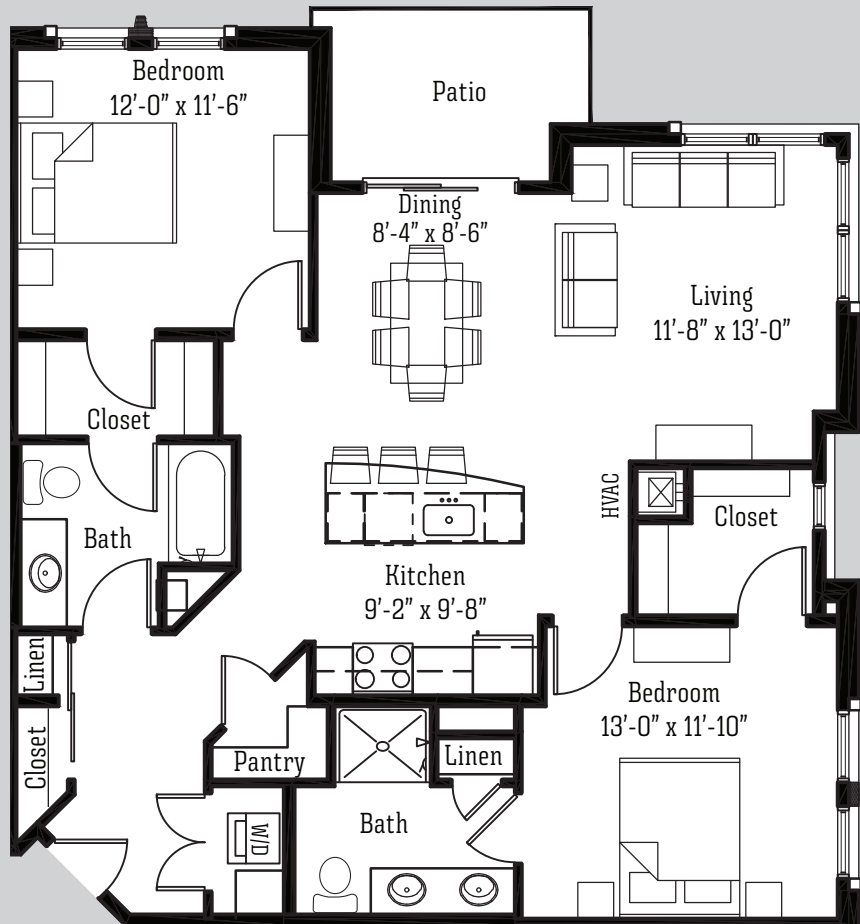 Bedroom
12'-0" x 11'-6"
Patio
Dining
8'-4" x 8'-6"
Living
11'-8" x 13'-0"
Closet
HVAC
Closet
Bath
Kitchen
9'-2" x 9'-8"
Linen
Bedroom
13'-0" x 11'-10"
Closet
Pantry
Linen
Bath
W/D